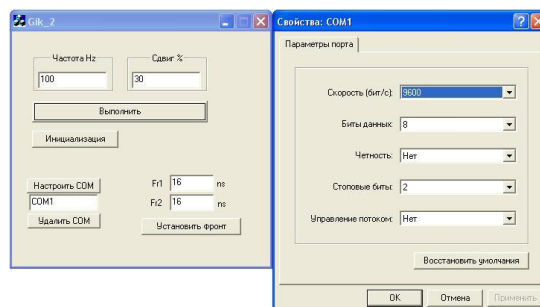 Gik_2
Частота Hz
Сдвиг %
100
30
Выполнить
Инициализация
Настроить COM
COM1
Удалить COM
Fr1 16 ns
Fr2 16 ns
Установить фронт
Свойства: COM1
Параметры порта
Скорость (бит/с): 9600
Биты данных: 8
Четность: Нет
Стоповые биты: 2
Управление потоком: Нет
Восстановить умолчания
OK
Отмена
Применить